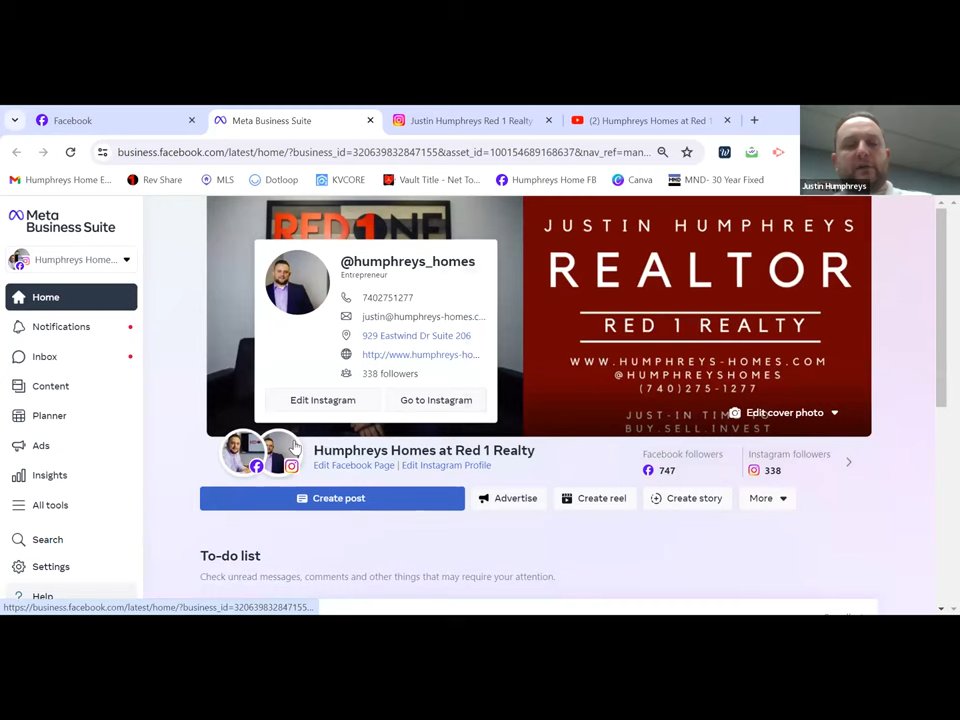 Facebook
Meta Business Suite
Justin Humphreys Red 1 Realty
(2) Humphreys Homes at Red 1
business.facebook.com/latest/home/?business_id=320639832847155&asset_id=100154689168637&nav_ref=man...
Humphreys Home E...
Rev Share
MLS
Dotloop
KVCORE
Vault Title - Net To...
Humphreys Home FB
Canva
MND- 30 Year Fixed
Justin Humphreys
Meta
Business Suite
Humphreys Home...
Home
Notifications
Inbox
Content
Planner
Ads
Insights
All tools
Search
Settings
Help
RED 1 NE
@humphreys_homes
Entrepreneur
7402751277
justin@humphreys-homes.c...
929 Eastwind Dr Suite 206
http://www.humphreys-ho...
338 followers
Edit Instagram
Go to Instagram
JUSTIN HUMPHREYS
REALTOR
RED 1 REALTY
WWW.HUMPHREYS-HOMES.COM
@HUMPHREYSHOMES
(740)275-1277
JUST-IN TIM
BUY.SELL.INVEST
Edit cover photo
Humphreys Homes at Red 1 Realty
Edit Facebook Page | Edit Instagram Profile
Facebook followers
747
Instagram followers
338
Create post
Advertise
Create reel
Create story
More
To-do list
Check unread messages, comments and other things that may require your attention.
https://business.facebook.com/latest/home/?business_id=320639832847155...